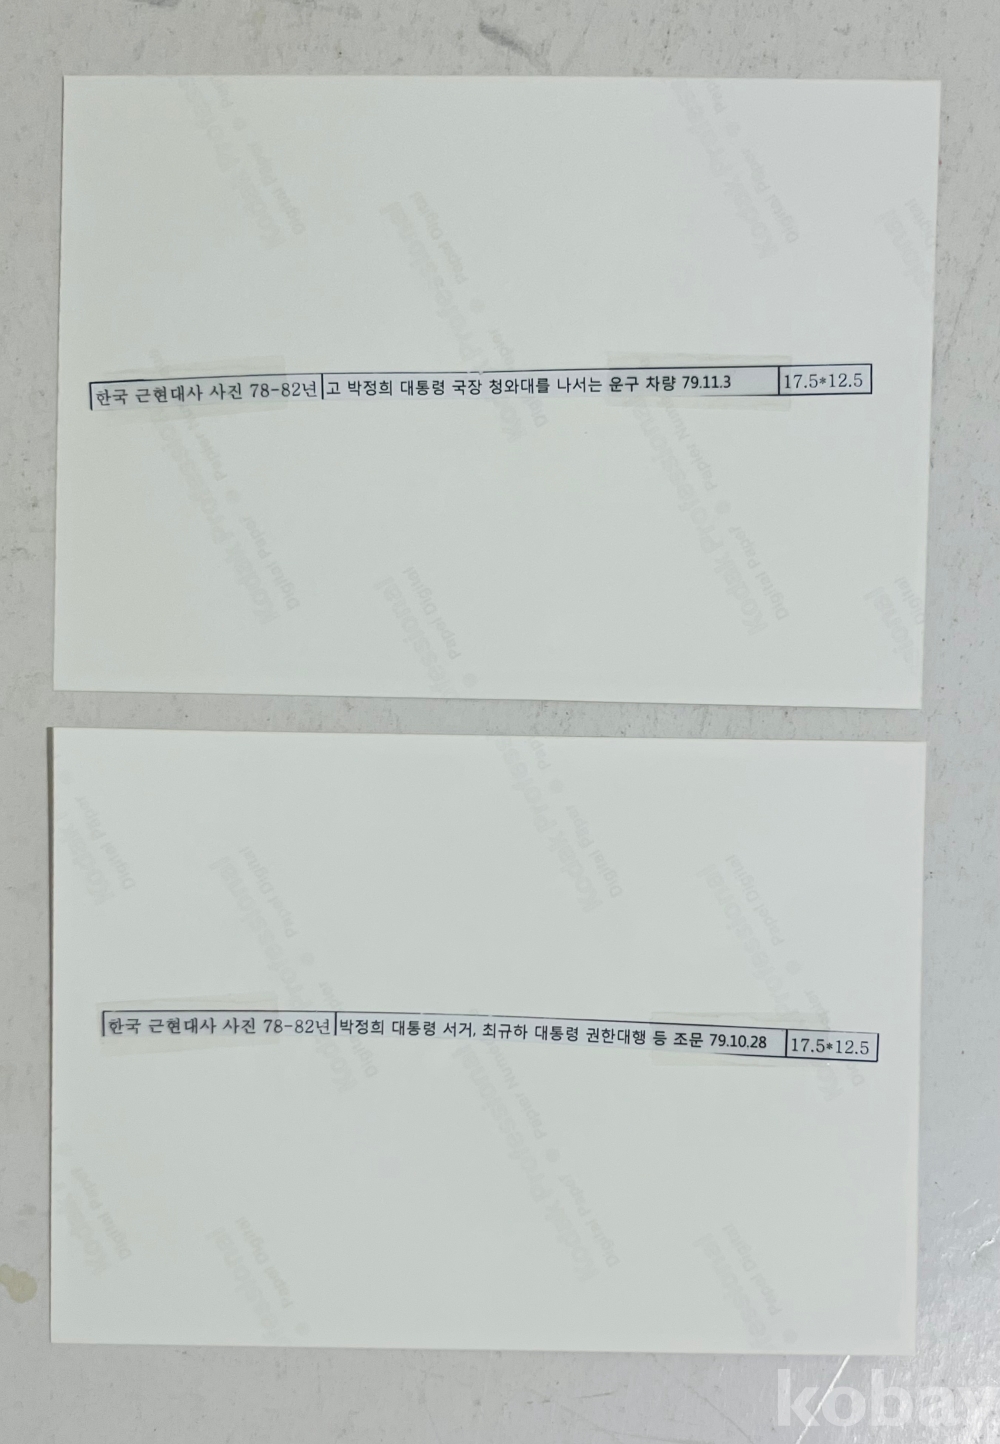 한국 근현대사 사진 78-82년 고 박정희 대통령 국장 청와대를 나서는 운구 차량 79.11.3 17.5*12.5
한국 근현대사 사진 78-82년 박정희 대통령 서거, 최규하 대통령 권한대행 등 조문 79.10.28 17.5*12.5
kobay